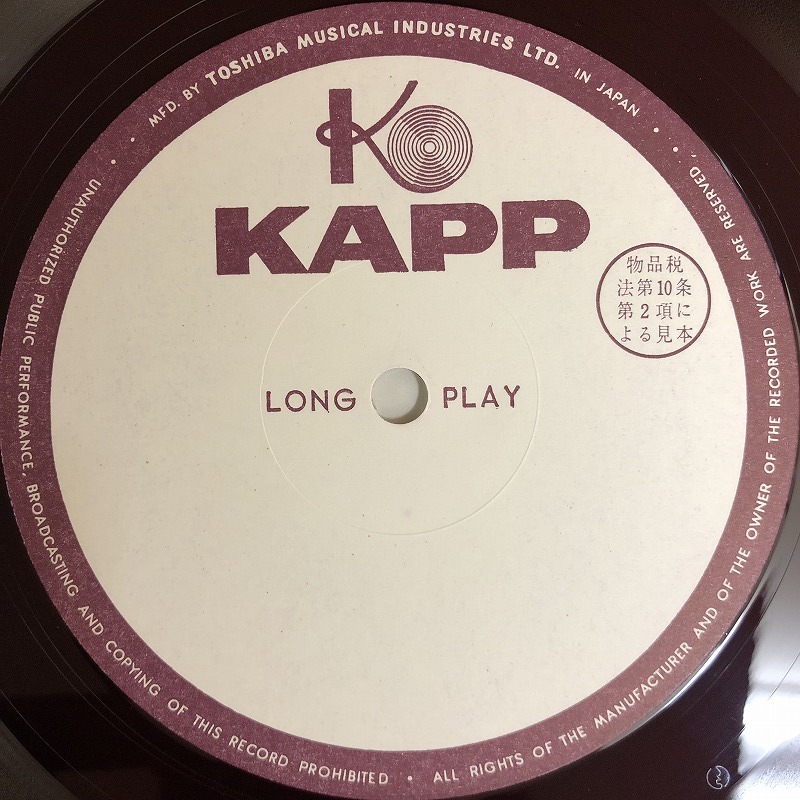 MFD. BY TOSHIBA MUSICAL INDUSTRIES LTD. IN JAPAN
K
KAPP
物品税
法第10条
第2項に
よる見本
LONG PLAY
UNAUTHORIZED PUBLIC PERFORMANCE, BROADCASTING AND COPYING OF THIS RECORD PROHIBITED • ALL RIGHTS OF THE MANUFACTURER AND OF THE OWNER OF THE RECORDED WORK ARE RESERVED,